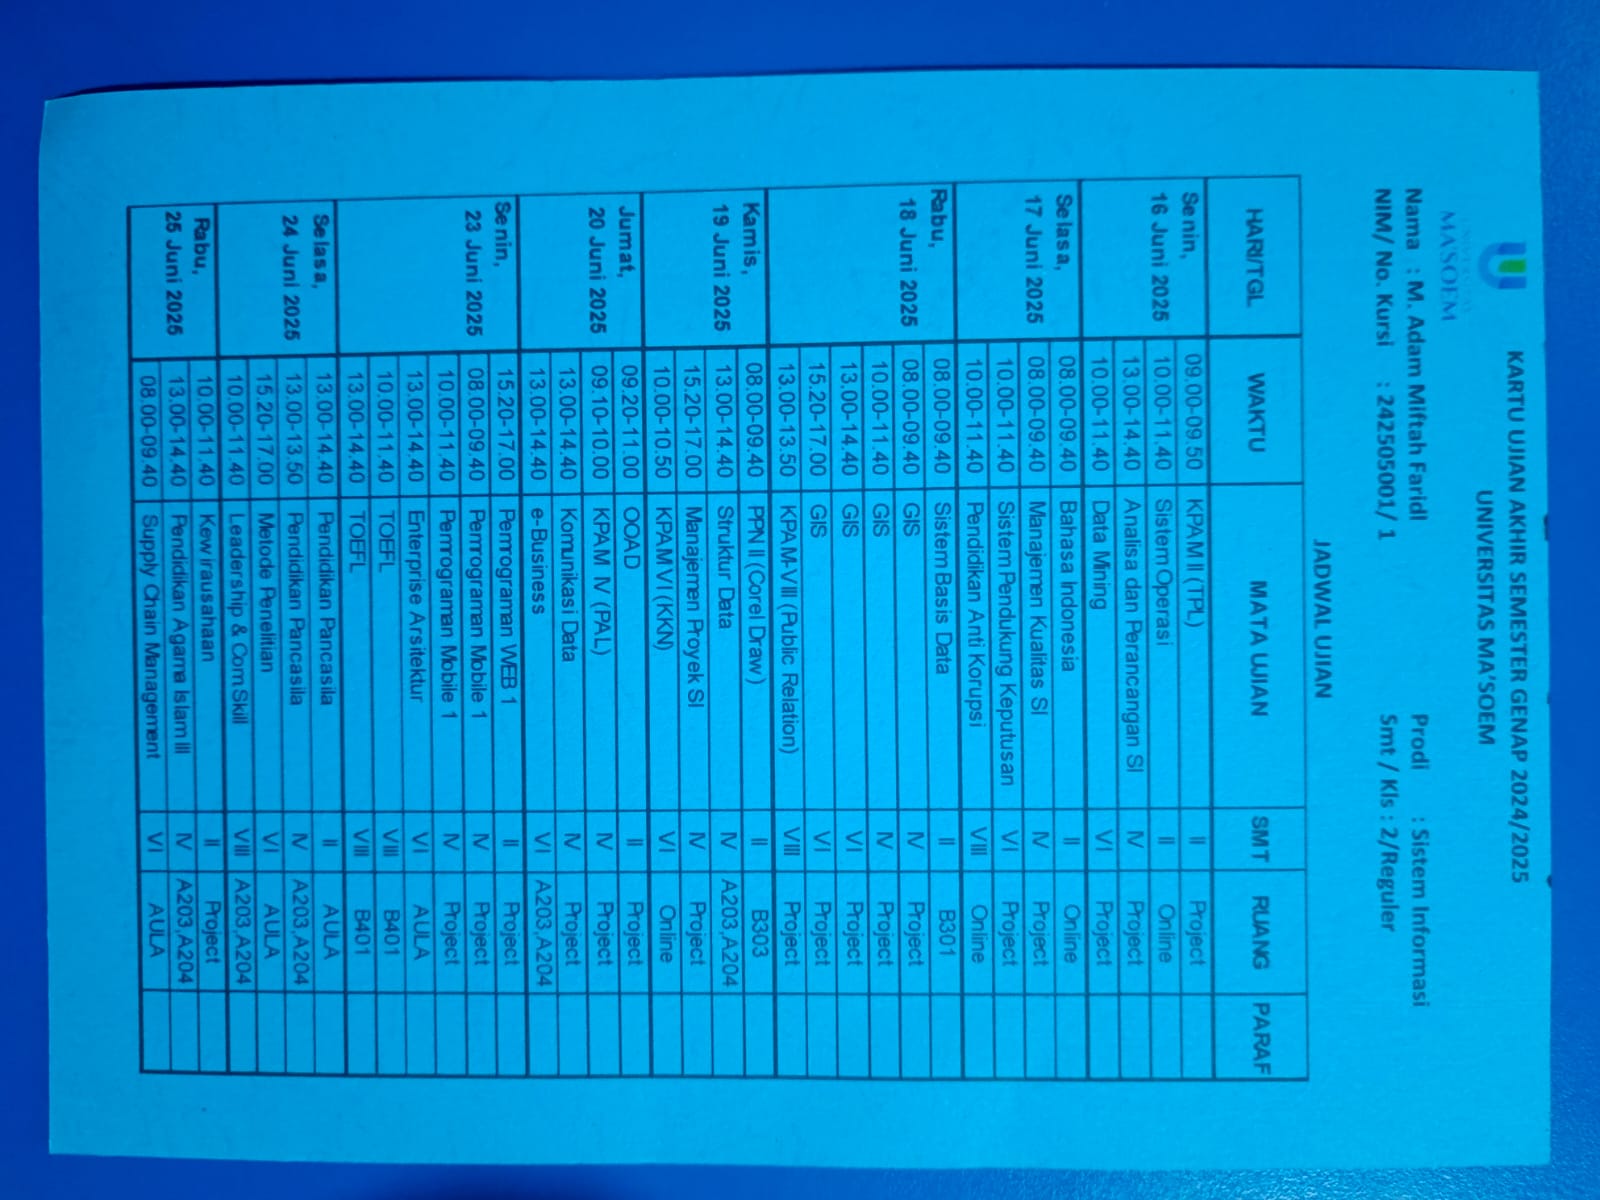 KARTU UJIAN AKHIR SEMESTER GENAP 2024/2025
UNIVERSITAS MA'SOEM
MASOEM
Nama : M. Adam Miftah Faridl Prodi : Sistem Informasi
NIM/ No. Kursi : 242505001/ 1 Smt / Kls : 2/Reguler
JADWAL UJIAN
HARI/TGL WAKTU MATA UJIAN SMT RUANG PARAF
Senin, 09.00-09.50 KPAM II (TPL) II Project
16 Juni 2025 10.00-11.40 Sistem Operasi II Online
13.00-14.40 Analisa dan Perancangan SI IV Project
10.00-11.40 Data Mining VI Project
Selasa, 08.00-09.40 Bahasa Indonesia II Online
17 Juni 2025 08.00-09.40 Manajemen Kualitas SI IV Project
10.00-11.40 Sistem Pendukung Keputusan VI Project
10.00-11.40 Pendidikan Anti Korupsi VIII Online
Rabu, 08.00-09.40 Sistem Basis Data II B301
18 Juni 2025 08.00-09.40 GIS IV Project
10.00-11.40 GIS IV Project
13.00-14.40 GIS VI Project
15.20-17.00 GIS VI Project
13.00-13.50 KPAM-VIII (Public Relation) VIII Project
Kamis, 08.00-09.40 PPN II (Corel Draw) II B303
19 Juni 2025 13.00-14.40 Struktur Data IV A203,A204
15.20-17.00 Manajemen Proyek SI IV Project
10.00-10.50 KPAM VI (KKN) VI Online
Jumat, 09.20-11.00 OOAD II Project
20 Juni 2025 09.10-10.00 KPAM IV (PAL) IV Project
13.00-14.40 Komunikasi Data IV Project
13.00-14.40 e-Business VI A203,A204
Senin, 15.20-17.00 Pemrograman WEB 1 II Project
23 Juni 2025 08.00-09.40 Pemrograman Mobile 1 IV Project
10.00-11.40 Pemrograman Mobile 1 IV Project
13.00-14.40 Enterprise Arsitektur VI AULA
10.00-11.40 TOEFL VIII B401
13.00-14.40 TOEFL VIII B401
Selasa, 13.00-14.40 Pendidikan Pancasila II AULA
24 Juni 2025 13.00-13.50 Pendidikan Pancasila IV A203,A204
15.20-17.00 Metode Penelitian VI AULA
10.00-11.40 Leadership & Com Skill VIII A203,A204
Rabu, 10.00-11.40 Kewirausahaan II Project
25 Juni 2025 13.00-14.40 Pendidikan Agama Islam III IV A203,A204
08.00-09.40 Supply Chain Management VI AULA